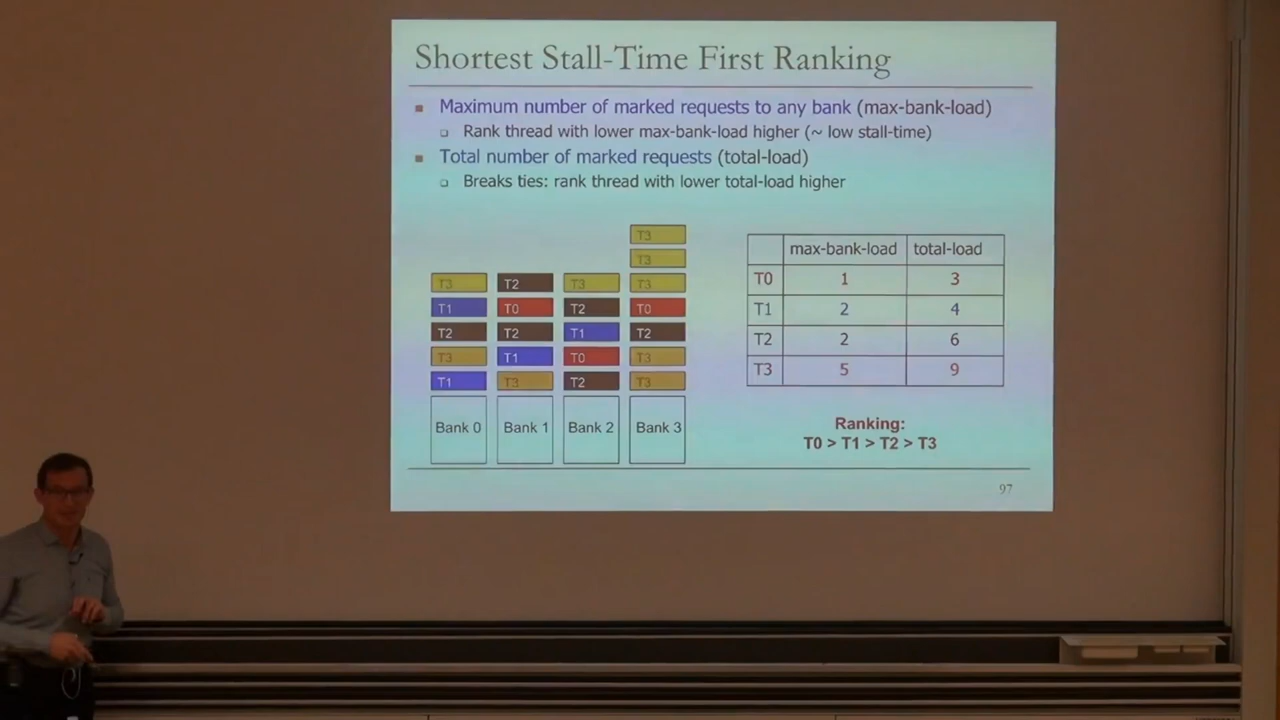 Shortest Stall-Time First Ranking
Maximum number of marked requests to any bank (max-bank-load)
Rank thread with lower max-bank-load higher (~ low stall-time)
Total number of marked requests (total-load)
Breaks ties: rank thread with lower total-load higher
T3
T3
T3 T2 T3 T3
T1 T0 T2 T0
T2 T2 T1 T2
T3 T1 T0 T3
T1 T3 T2 T3
Bank 0 Bank 1 Bank 2 Bank 3
max-bank-load total-load
T0 1 3
T1 2 4
T2 2 6
T3 5 9
Ranking:
T0 > T1 > T2 > T3
97